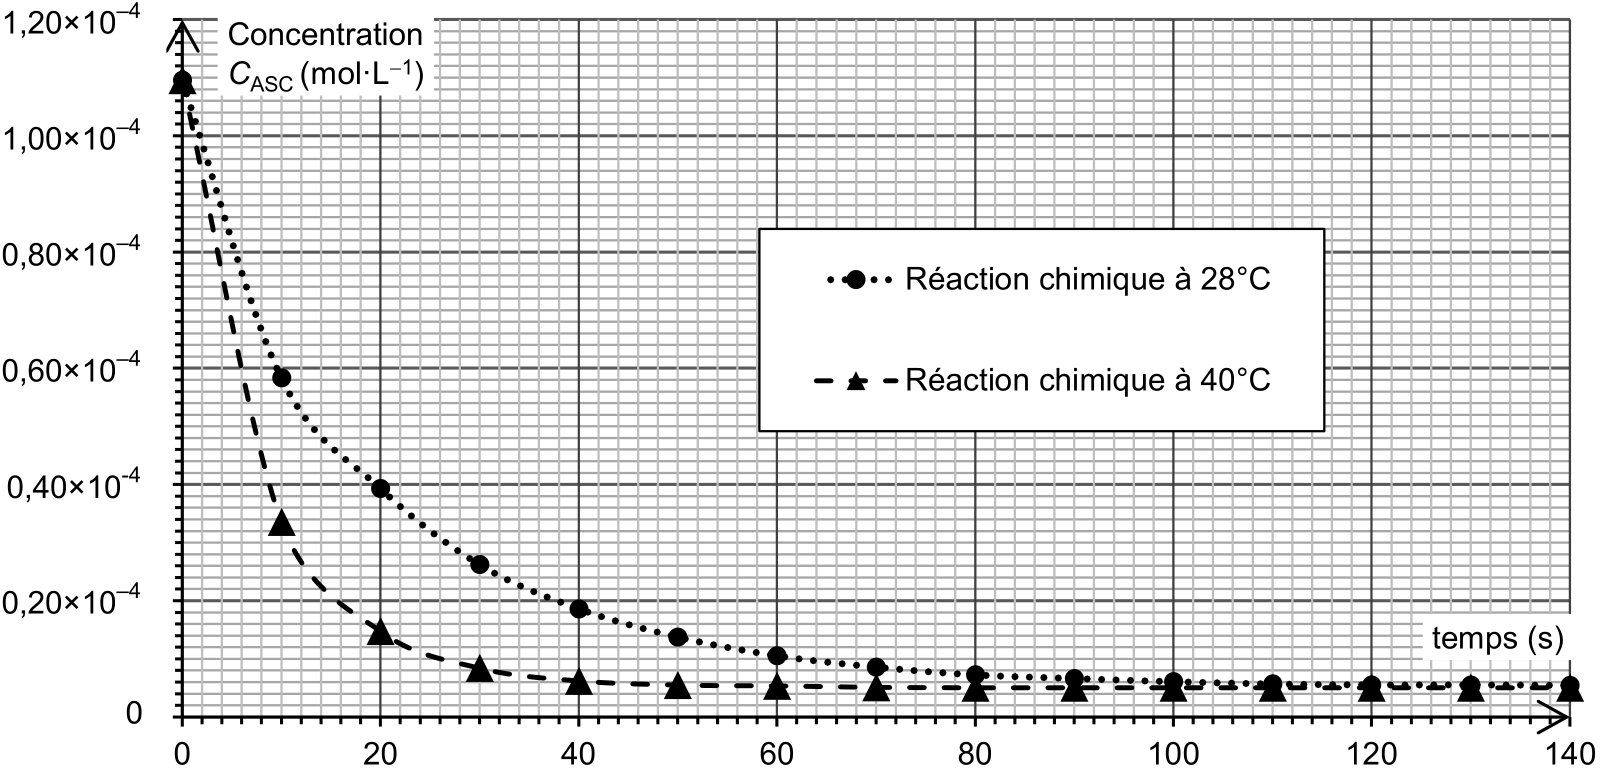 1,20×10⁻⁴
Concentration
C_ASC (mol·L⁻¹)
1,00×10⁻⁴
0,80×10⁻⁴
Réaction chimique à 28°C
0,60×10⁻⁴
Réaction chimique à 40°C
0,40×10⁻⁴
0,20×10⁻⁴
temps (s)
0
0 20 40 60 80 100 120 140